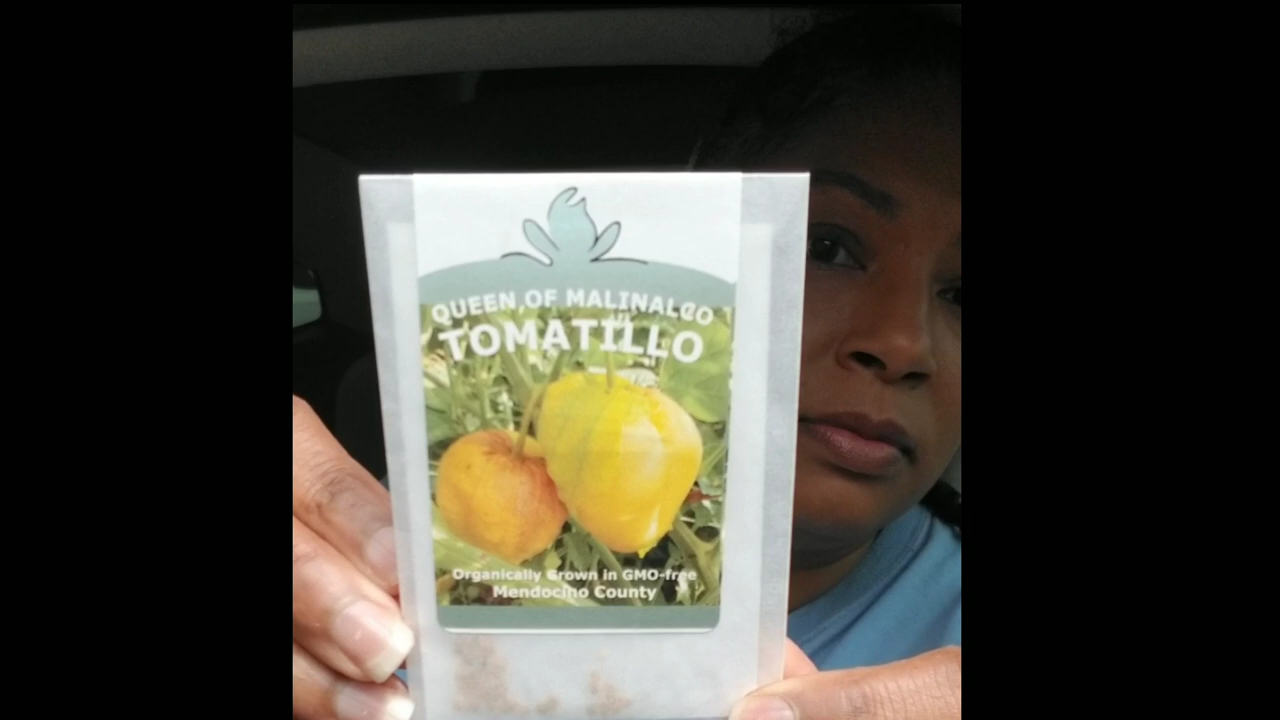 QUEEN OF MALINALCO
TOMATILLO
Organically Grown in GMO-free
Mendocino County